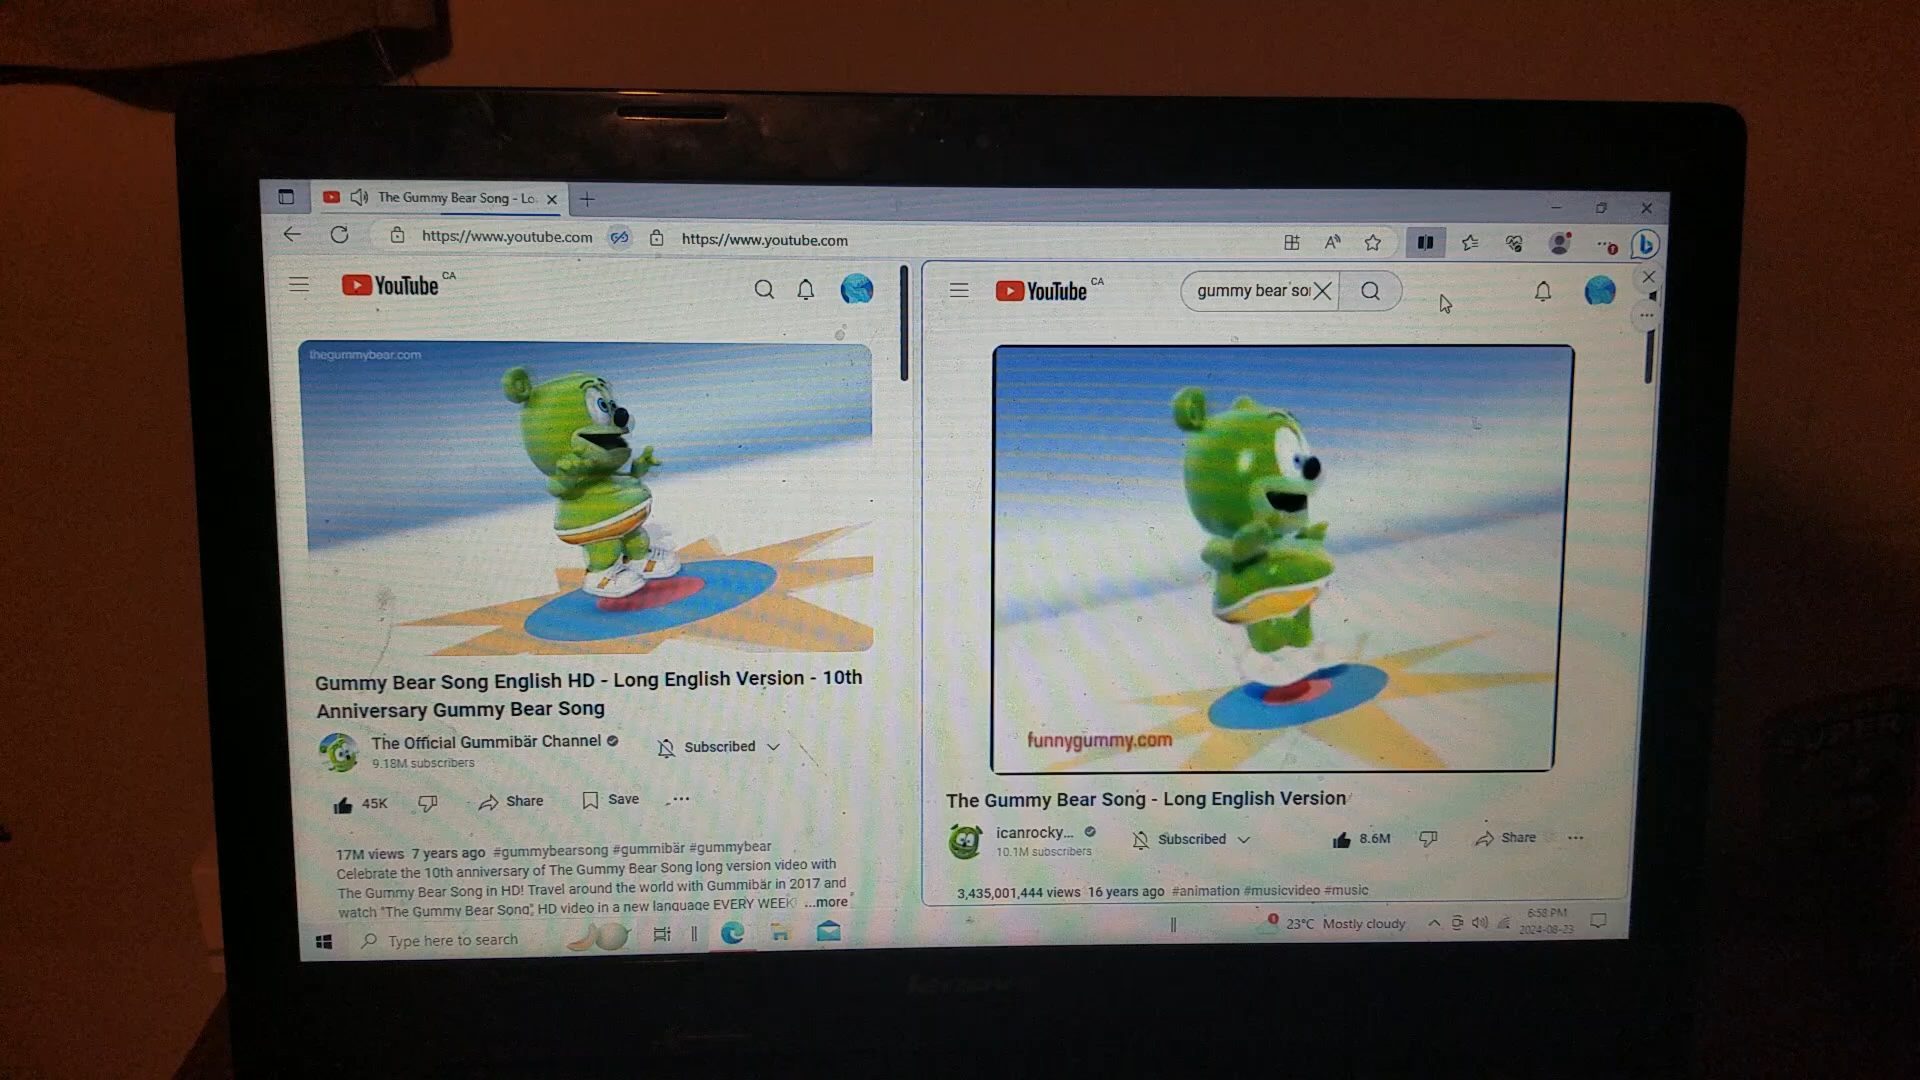 The Gummy Bear Song - Lo
https://www.youtube.com
https://www.youtube.com
YouTube CA
thegummybear.com
Gummy Bear Song English HD - Long English Version - 10th
Anniversary Gummy Bear Song
The Official Gummibär Channel
9.18M subscribers
Subscribed
45K
Share
Save
17M views 7 years ago #gummybearsong #gummibär #gummybear
Celebrate the 10th anniversary of The Gummy Bear Song long version video with
The Gummy Bear Song in HD! Travel around the world with Gummibär in 2017 and
watch "The Gummy Bear Song" HD video in a new language EVERY WEEK ...more
YouTube CA
gummy bear so
funnygummy.com
The Gummy Bear Song - Long English Version
icanrocky...
10.1M subscribers
Subscribed
8.6M
Share
3,435,001,444 views 16 years ago #animation #musicvideo #music
Type here to search
23°C Mostly cloudy
6:58 PM
2024-08-23